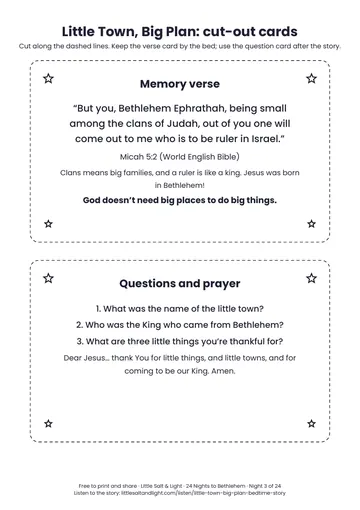 Little Town, Big Plan: cut-out cards
Cut along the dashed lines. Keep the verse card by the bed; use the question card after the story.
Memory verse
“But you, Bethlehem Ephrathah, being small
among the clans of Judah, out of you one will
come out to me who is to be ruler in Israel.”
Micah 5:2 (World English Bible)
Clans means big families, and a ruler is like a king. Jesus was born
in Bethlehem!
God doesn’t need big places to do big things.
Questions and prayer
1. What was the name of the little town?
2. Who was the King who came from Bethlehem?
3. What are three little things you’re thankful for?
Dear Jesus… thank You for little things, and little towns, and for
coming to be our King. Amen.
Free to print and share · Little Salt & Light · 24 Nights to Bethlehem · Night 3 of 24
Listen to the story: littlesaltandlight.com/listen/little-town-big-plan-bedtime-story